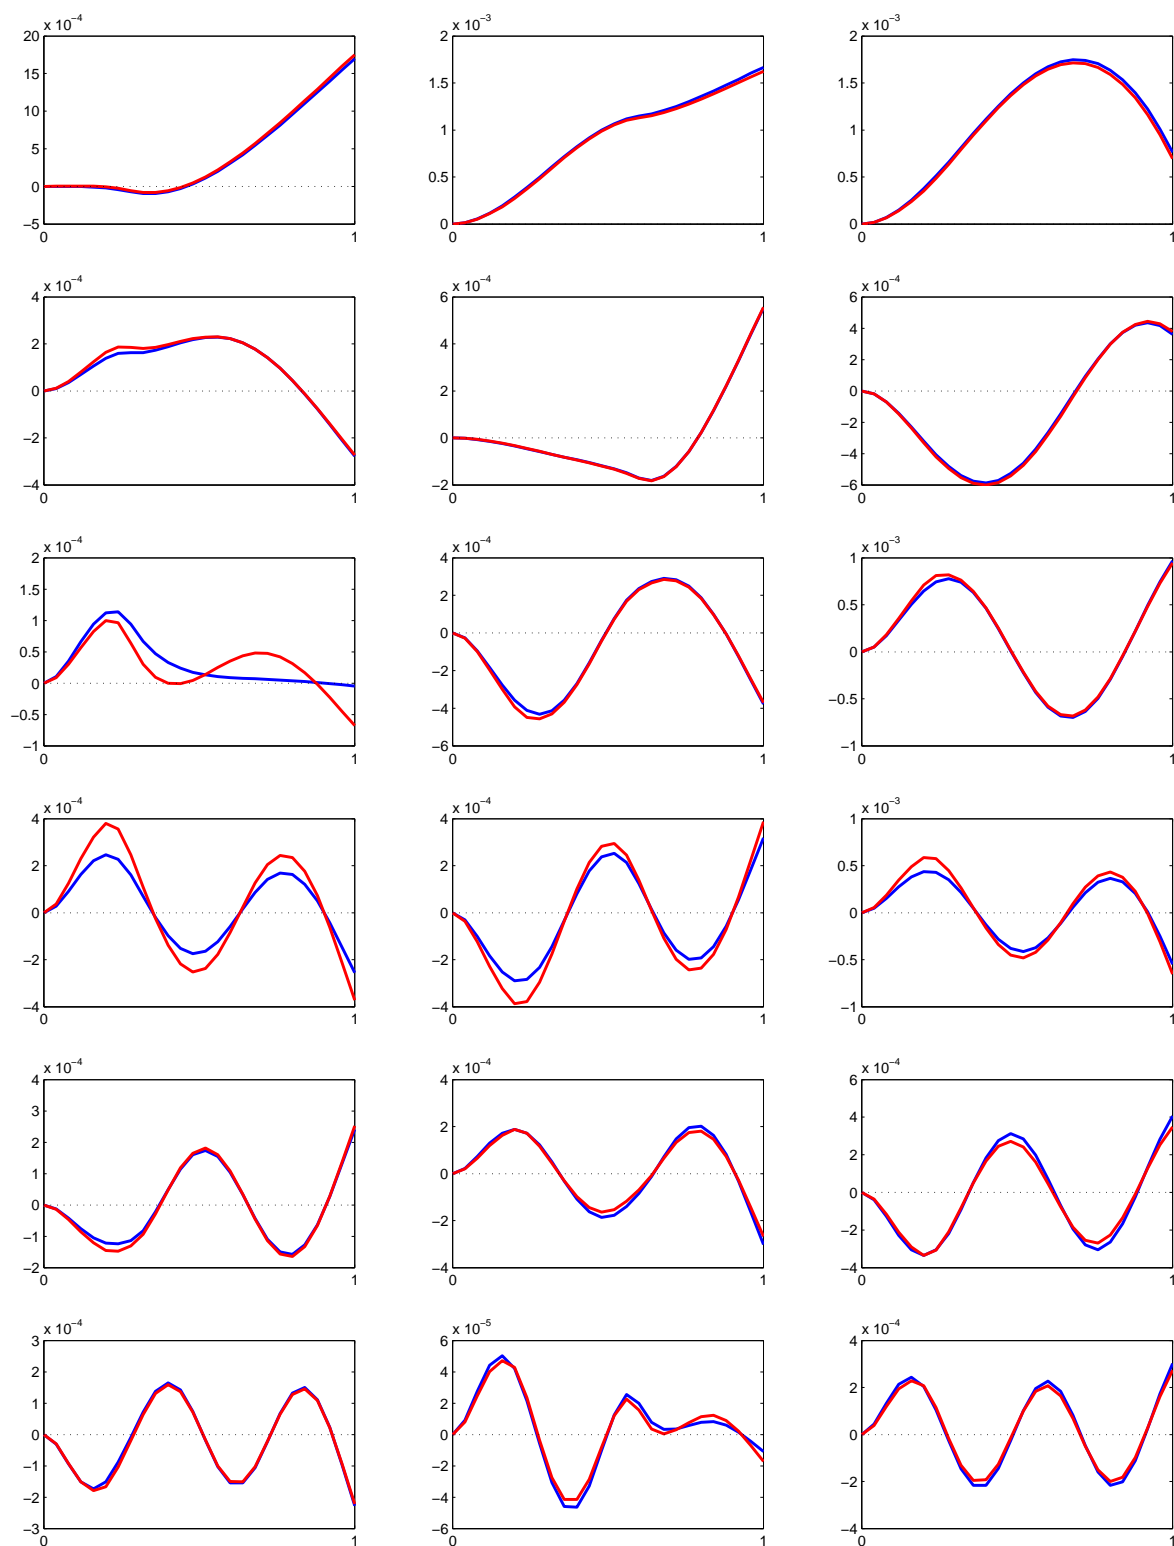 x 10−4 x 10−3 x 10−3
20 2 2
15 1.5 1.5
10
5 1 1
0 0.5 0.5
−5 0 0
0 1 0 1 0 1
x 10−4 x 10−4 x 10−4
4 6 6
2 4 4
2
0 2 0
−2 0 −2
−4
−4 −2 −6
0 1 0 1 0 1
x 10−4 x 10−4 x 10−3
2 4 1
1.5 2 0.5
1 0
0.5 −2 0
0 −0.5
−0.5 −4
−1 −6 −1
0 1 0 1 0 1
x 10−4 x 10−4 x 10−3
4 4 1
2 2 0.5
0 0 0
−2 −2 −0.5
−4 −4 −1
0 1 0 1 0 1
x 10−4 x 10−4 x 10−4
4 4 6
3 2 4
2 2
1 0 0
0 −2
−1 −2
−2 −4 −4
0 1 0 1 0 1
x 10−4 x 10−5 x 10−4
3 6 4
2 4 2
1 2
0 0 0
−1 −2 −2
−2 −4
−3 −6 −4
0 1 0 1 0 1